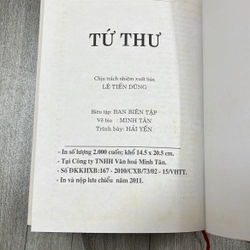 TỨ THƯ
Chịu trách nhiệm xuất bản
LÊ TIẾN DŨNG
Biên tập: BAN BIÊN TẬP
Vẽ bìa : MINH TÂN
Trình bày: HẢI YẾN
- In số lượng 2.000 cuốn; khổ 14.5 x 20.5 cm.
- Tại Công ty TNHH Văn hoá Minh Tân.
- Số ĐKKHXB:167 - 2010/CXB/73/02 - 15/VHTT.
- In và nộp lưu chiểu năm 2011.